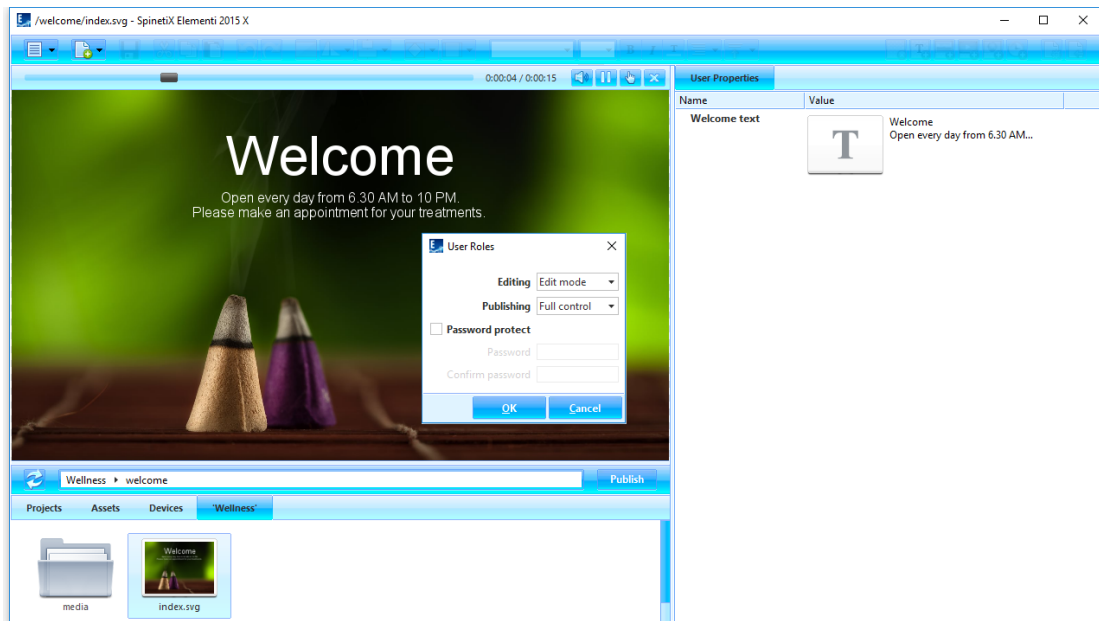 /welcome/index.svg - SpinetiX Elementi 2015 X
B I
0:00:04 / 0:00:15
User Properties
Name Value
Welcome text
T
Welcome
Open every day from 6.30 AM...
Welcome
Open every day from 6.30 AM to 10 PM.
Please make an appointment for your treatments.
User Roles
Editing Edit mode
Publishing Full control
Password protect
Password
Confirm password
OK Cancel
Wellness welcome
Publish
Projects Assets Devices 'Wellness'
Welcome
media index.svg